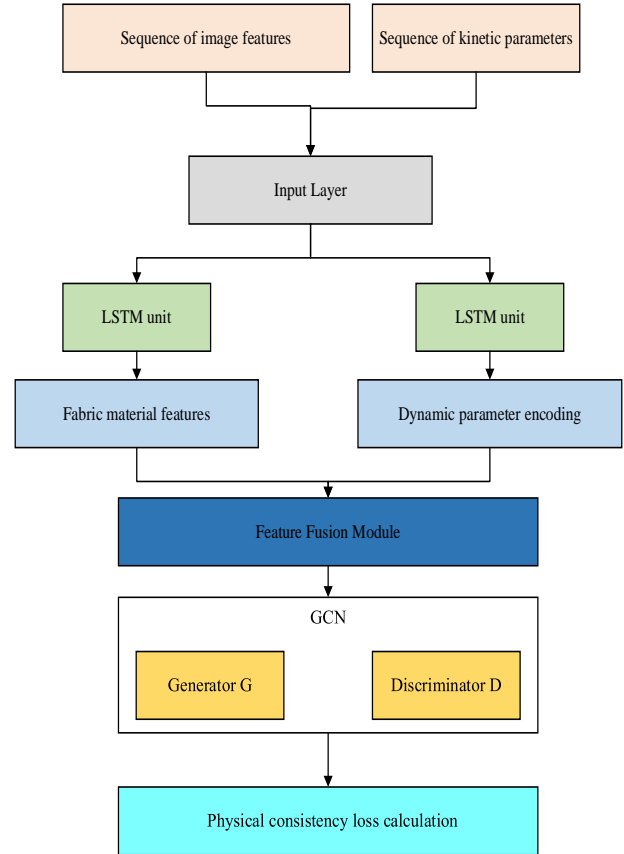 Sequence of image features
Sequence of kinetic parameters
Input Layer
LSTM unit
LSTM unit
Fabric material features
Dynamic parameter encoding
Feature Fusion Module
GCN
Generator G
Discriminator D
Physical consistency loss calculation